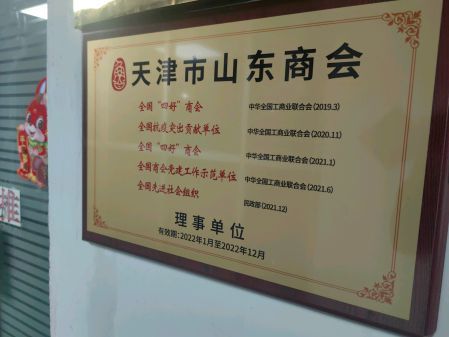 天津市山东商会
全国“四好”商会 中华全国工商业联合会(2019.3)
全国抗疫突出贡献单位 中华全国工商业联合会(2020.11)
全国“四好”商会 中华全国工商业联合会(2021.1)
全国商会党建工作示范单位 中华全国工商业联合会(2021.6)
全国先进社会组织 民政部(2021.12)
理事单位
有效期:2022年1月至2022年12月
推